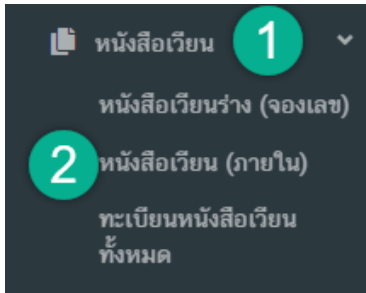 หนังสือเวียน 1
หนังสือเวียนร่าง (จองเลข)
2 หนังสือเวียน (ภายใน)
ทะเบียนหนังสือเวียน
ทั้งหมด